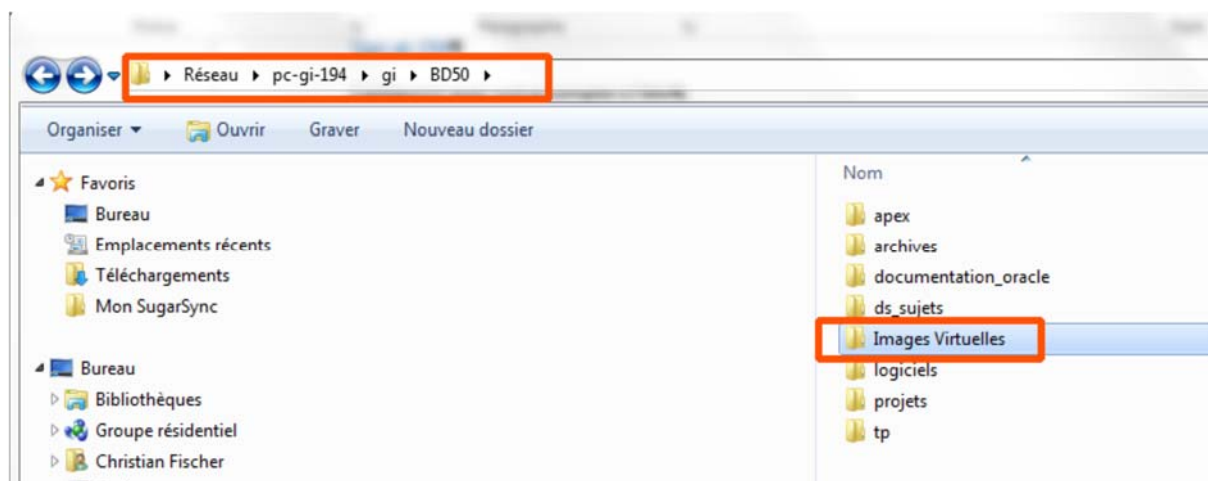 Réseau pc-gi-194 gi BD50
Organiser Ouvrir Graver Nouveau dossier
Favoris
Bureau
Emplacements récents
Téléchargements
Mon SugarSync
Bureau
Bibliothèques
Groupe résidentiel
Christian Fischer
Nom
apex
archives
documentation_oracle
ds_sujets
Images Virtuelles
logiciels
projets
tp